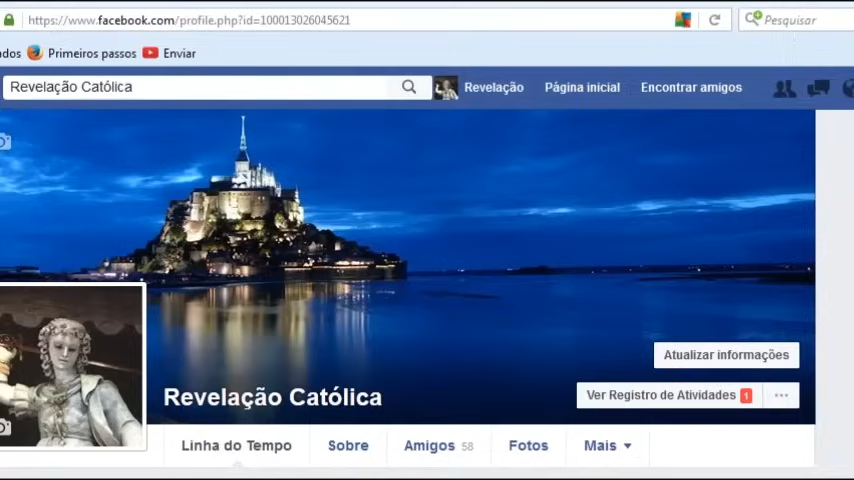 https://www.facebook.com/profile.php?id=100013026045621
Pesquisar
dos Primeiros passos Enviar
Revelação Católica
Revelação Página inicial Encontrar amigos
Atualizar informações
Ver Registro de Atividades 1 ...
Revelação Católica
Linha do Tempo Sobre Amigos 58 Fotos Mais